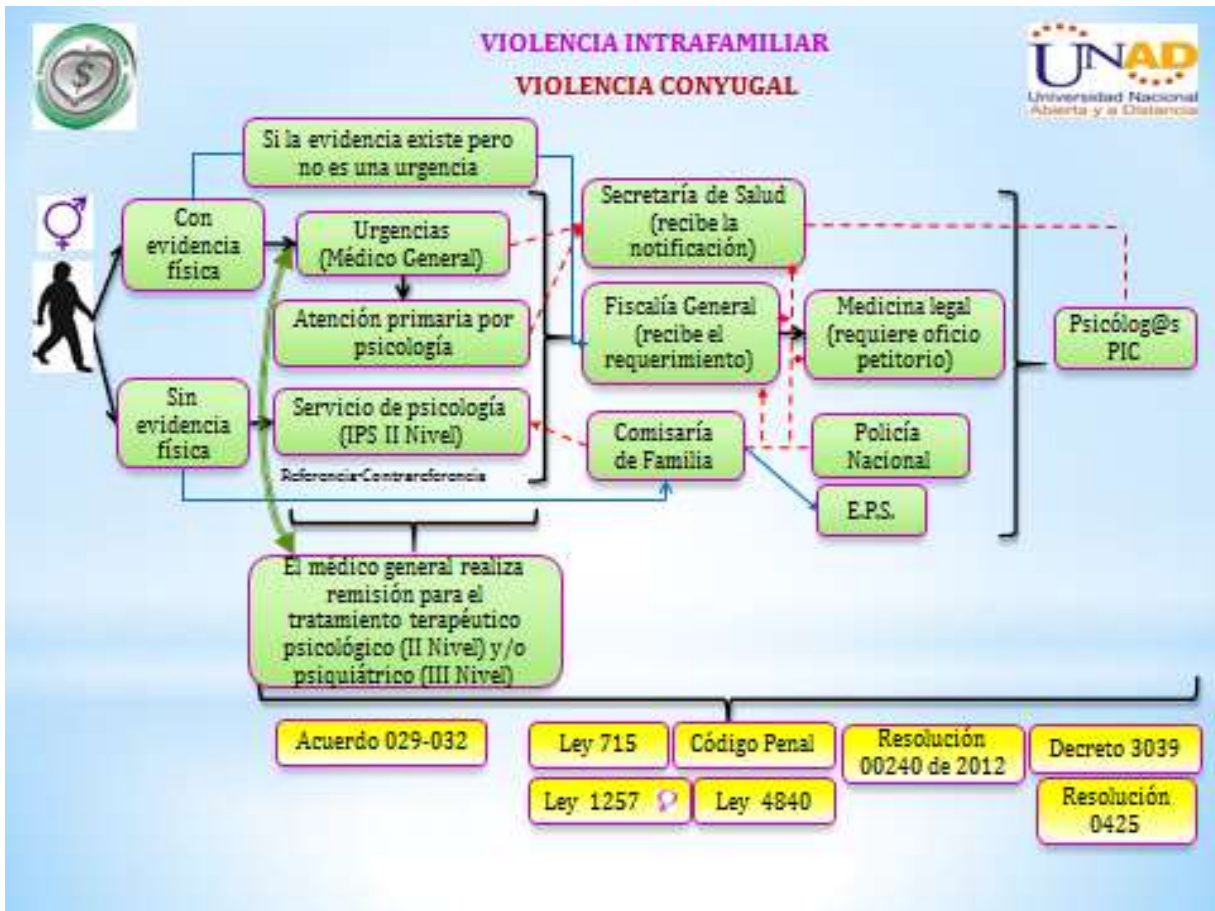 VIOLENCIA INTRAFAMILIAR
VIOLENCIA CONYUGAL
$
UNAD
Universidad Nacional
Abierta y a Distancia
Si la evidencia existe pero
no es una urgencia
Con
evidencia
física
Urgencias
(Médico General)
Atención primaria por
psicología
Sin
evidencia
física
Servicio de psicología
(IPS II Nivel)
Referencia-Contrareferencia
Secretaría de Salud
(recibe la
notificación)
Fiscalía General
(recibe el
requerimiento)
Medicina legal
(requiere oficio
petitorio)
Comisaría
de Familia
Policía
Nacional
E.P.S.
Psicólog@s
PIC
El médico general realiza
remisión para el
tratamiento terapéutico
psicológico (II Nivel) y/o
psiquiátrico (III Nivel)
Acuerdo 029-032
Ley 715
Código Penal
Resolución
00240 de 2012
Decreto 3039
Ley 1257
Ley 4840
Resolución
0425